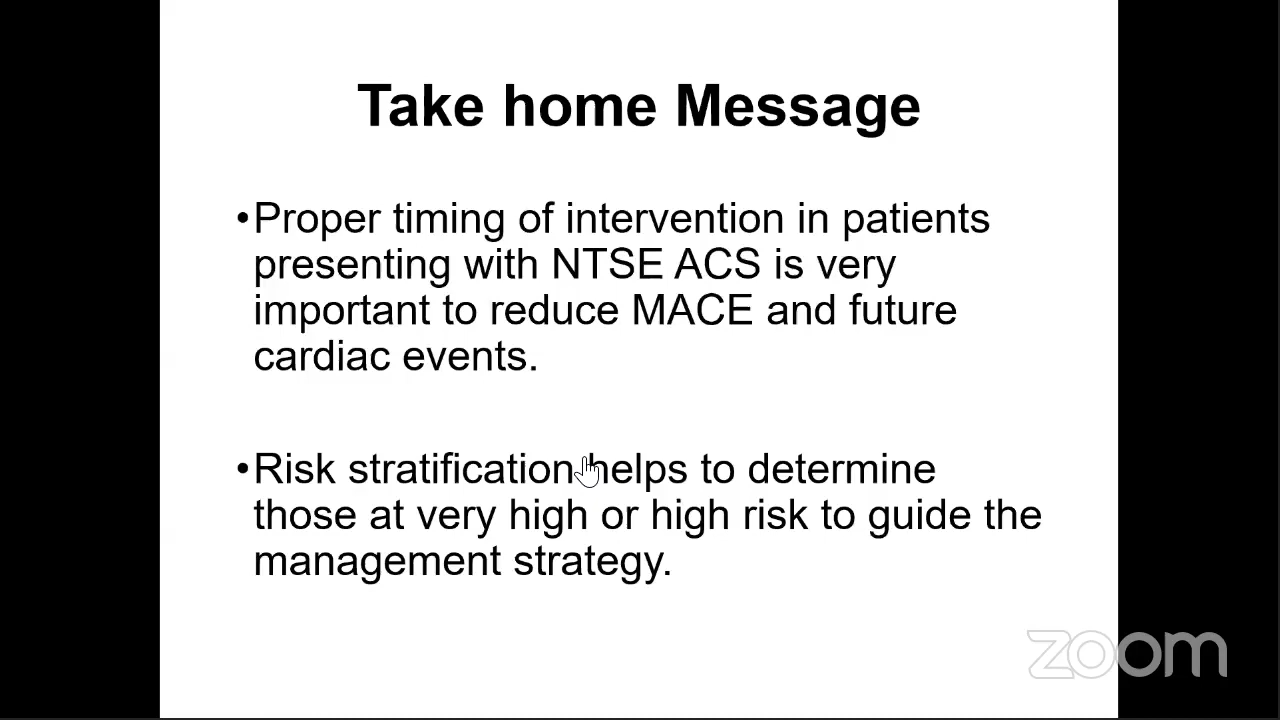 Take home Message
•Proper timing of intervention in patients
presenting with NTSE ACS is very
important to reduce MACE and future
cardiac events.
•Risk stratification helps to determine
those at very high or high risk to guide the
management strategy.
zoom